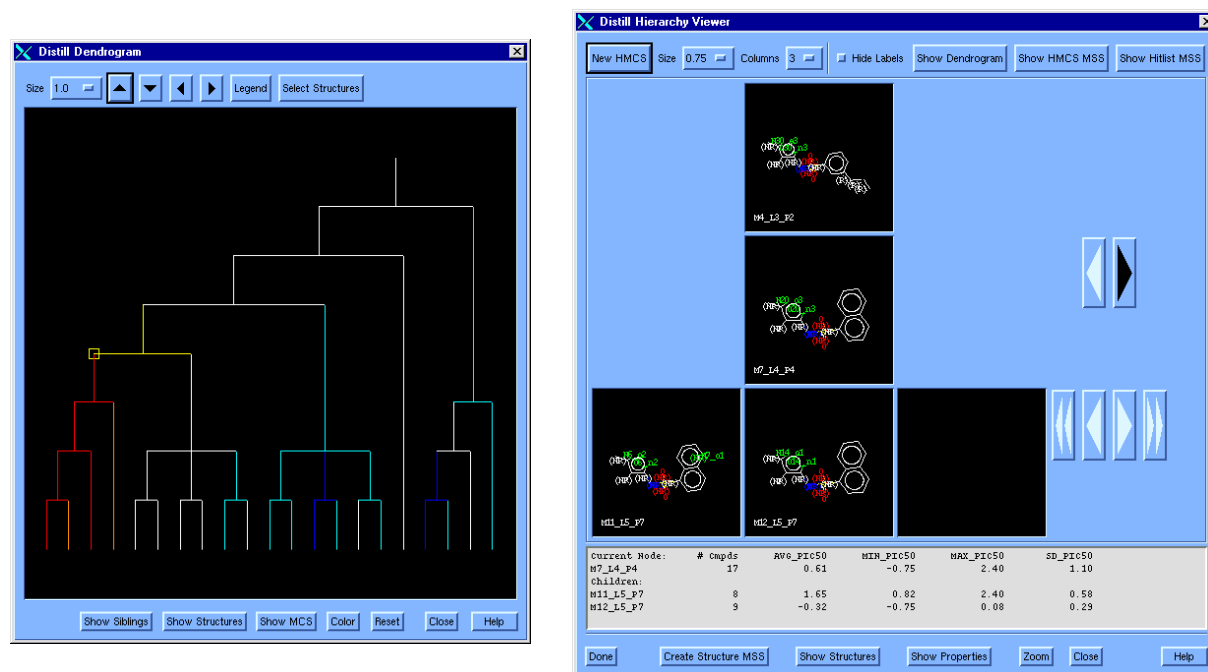 Distill Dendrogram
Size 1.0 Legend Select Structures
Show Siblings Show Structures Show MCS Color Reset Close Help
Distill Hierarchy Viewer
New HMCS Size 0.75 Columns 3 Hide Labels Show Dendrogram Show HMCS MSS Show Hitlist MSS
M4_L3_P2
M7_L4_P4
M11_L5_P7
M12_L5_P7
Current Node: # Cmpds AVG_PIC50 MIN_PIC50 MAX_PIC50 SD_PIC50
M7_L4_P4 17 0.61 -0.75 2.40 1.10
Children:
M11_L5_P7 8 1.65 0.82 2.40 0.58
M12_L5_P7 9 -0.32 -0.75 0.08 0.29
Done Create Structure MSS Show Structures Show Properties Zoom Close Help